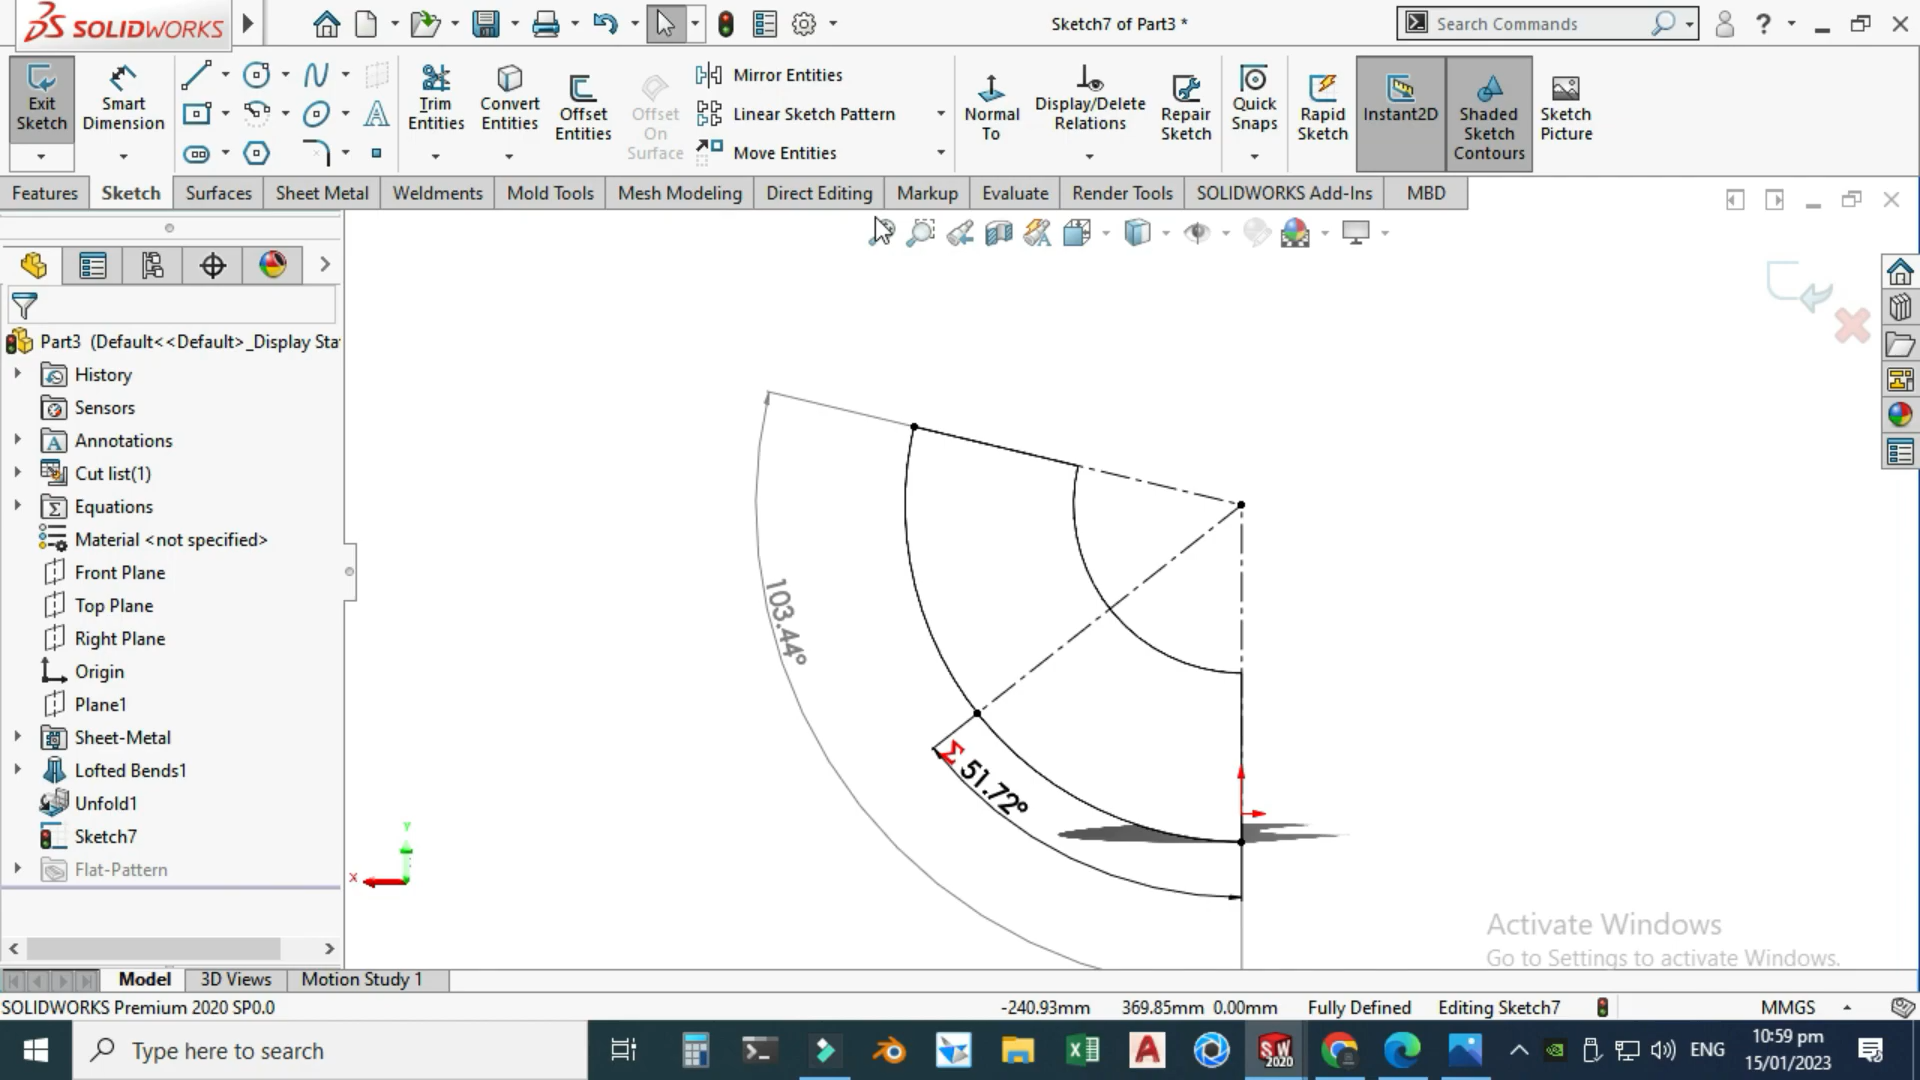 SOLIDWORKS
Sketch7 of Part3 *
Search Commands
Exit Sketch
Smart Dimension
Trim Entities
Convert Entities
Offset Entities
Offset On Surface
Mirror Entities
Linear Sketch Pattern
Move Entities
Normal To
Display/Delete Relations
Repair Sketch
Quick Snaps
Rapid Sketch
Instant2D
Shaded Sketch Contours
Sketch Picture
Features
Sketch
Surfaces
Sheet Metal
Weldments
Mold Tools
Mesh Modeling
Direct Editing
Markup
Evaluate
Render Tools
SOLIDWORKS Add-Ins
MBD
Part3 (Default<<Default>_Display Sta
History
Sensors
Annotations
Cut list(1)
Equations
Material <not specified>
Front Plane
Top Plane
Right Plane
Origin
Plane1
Sheet-Metal
Lofted Bends1
Unfold1
Sketch7
Flat-Pattern
103.44°
Σ 51.72°
Y
X
Activate Windows
Go to Settings to activate Windows.
Model
3D Views
Motion Study 1
SOLIDWORKS Premium 2020 SP0.0
-240.93mm
369.85mm 0.00mm
Fully Defined
Editing Sketch7
MMGS
Type here to search
SW
2020
ENG
10:59 pm
15/01/2023